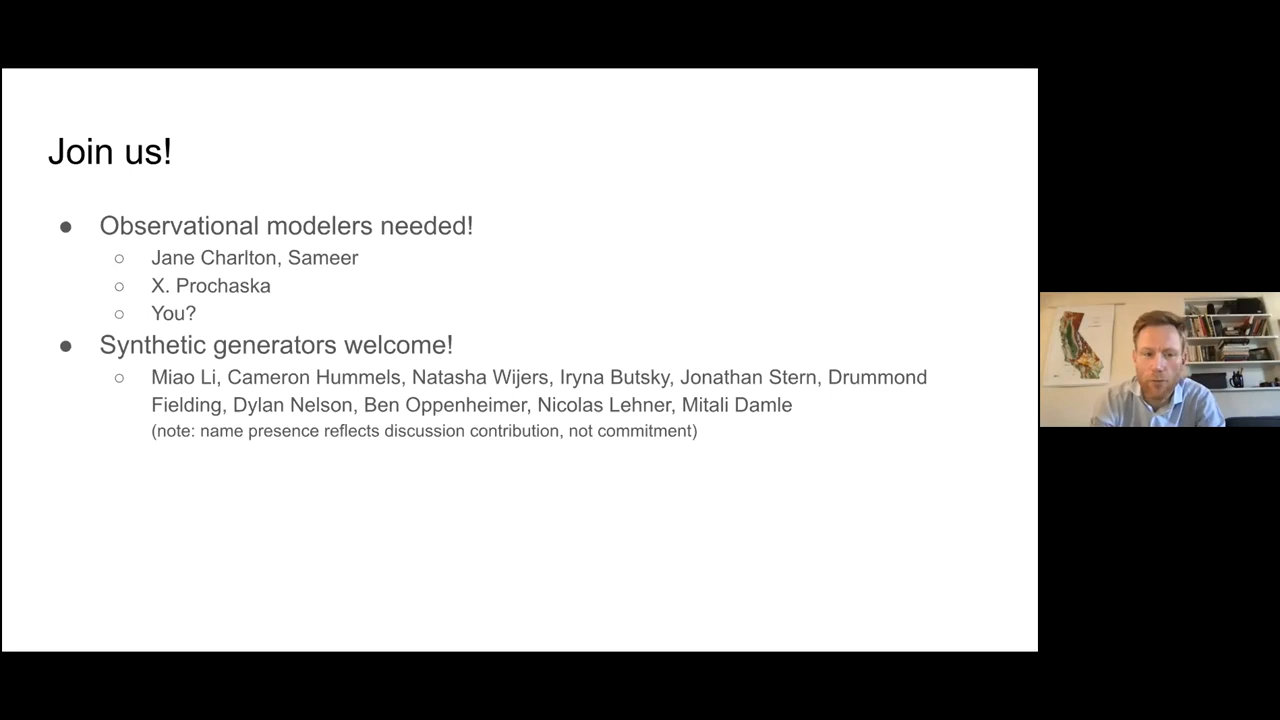 Join us!
● Observational modelers needed!
○ Jane Charlton, Sameer
○ X. Prochaska
○ You?
● Synthetic generators welcome!
○ Miao Li, Cameron Hummels, Natasha Wijers, Iryna Butsky, Jonathan Stern, Drummond
Fielding, Dylan Nelson, Ben Oppenheimer, Nicolas Lehner, Mitali Damle
(note: name presence reflects discussion contribution, not commitment)